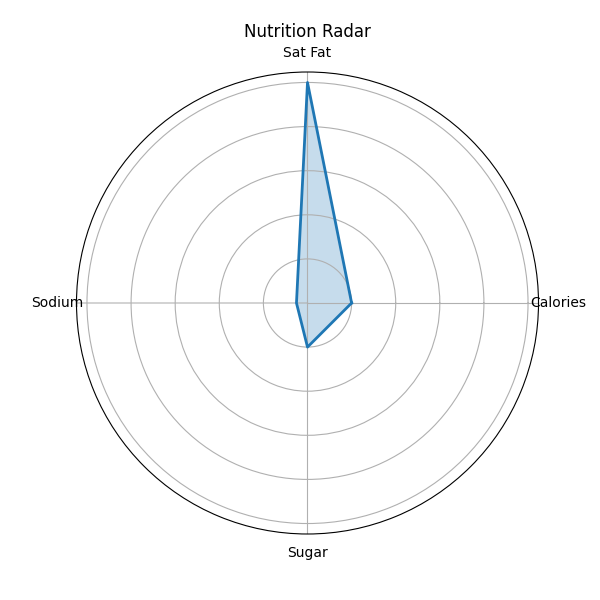 Nutrition Radar
Sat Fat
Sodium
Calories
Sugar